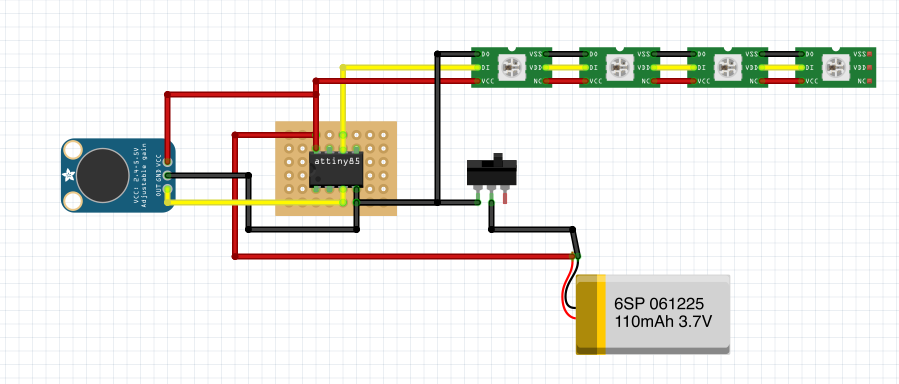 DO VSS DO VSS DO VSS DO VSS
DI VDD DI VDD DI VDD DI VDD
VCC NC VCC NC VCC NC VCC NC
attiny85
VCC: 2.4-5.5V
Adjustable gain
OUT GND VCC
6SP 061225
110mAh 3.7V